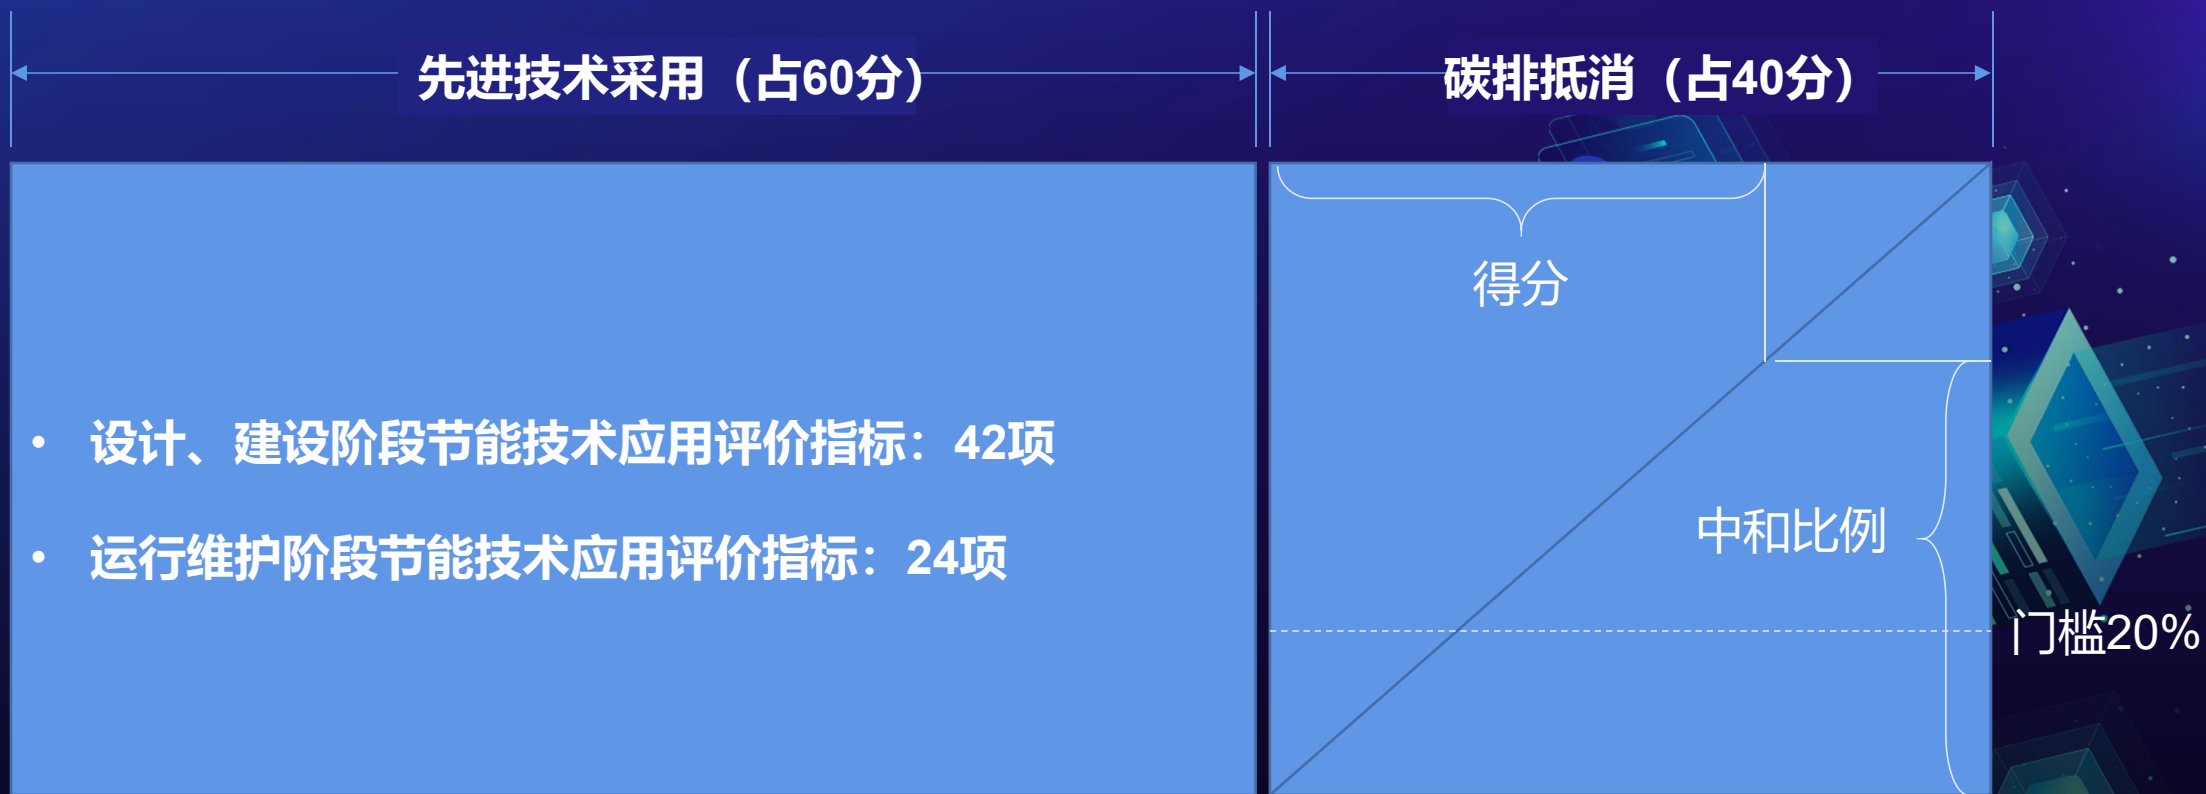 先进技术采用（占60分）
碳排抵消（占40分）
得分
• 设计、建设阶段节能技术应用评价指标：42项
中和比例
• 运行维护阶段节能技术应用评价指标：24项
门槛20%